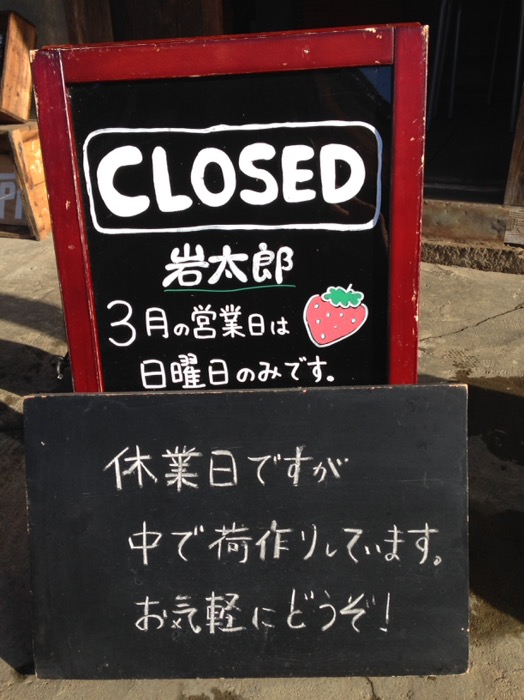 CLOSED
岩太郎
3月の営業日は
日曜日のみです。
休業日ですが
中で荷作りしています。
お気軽にどうぞ!